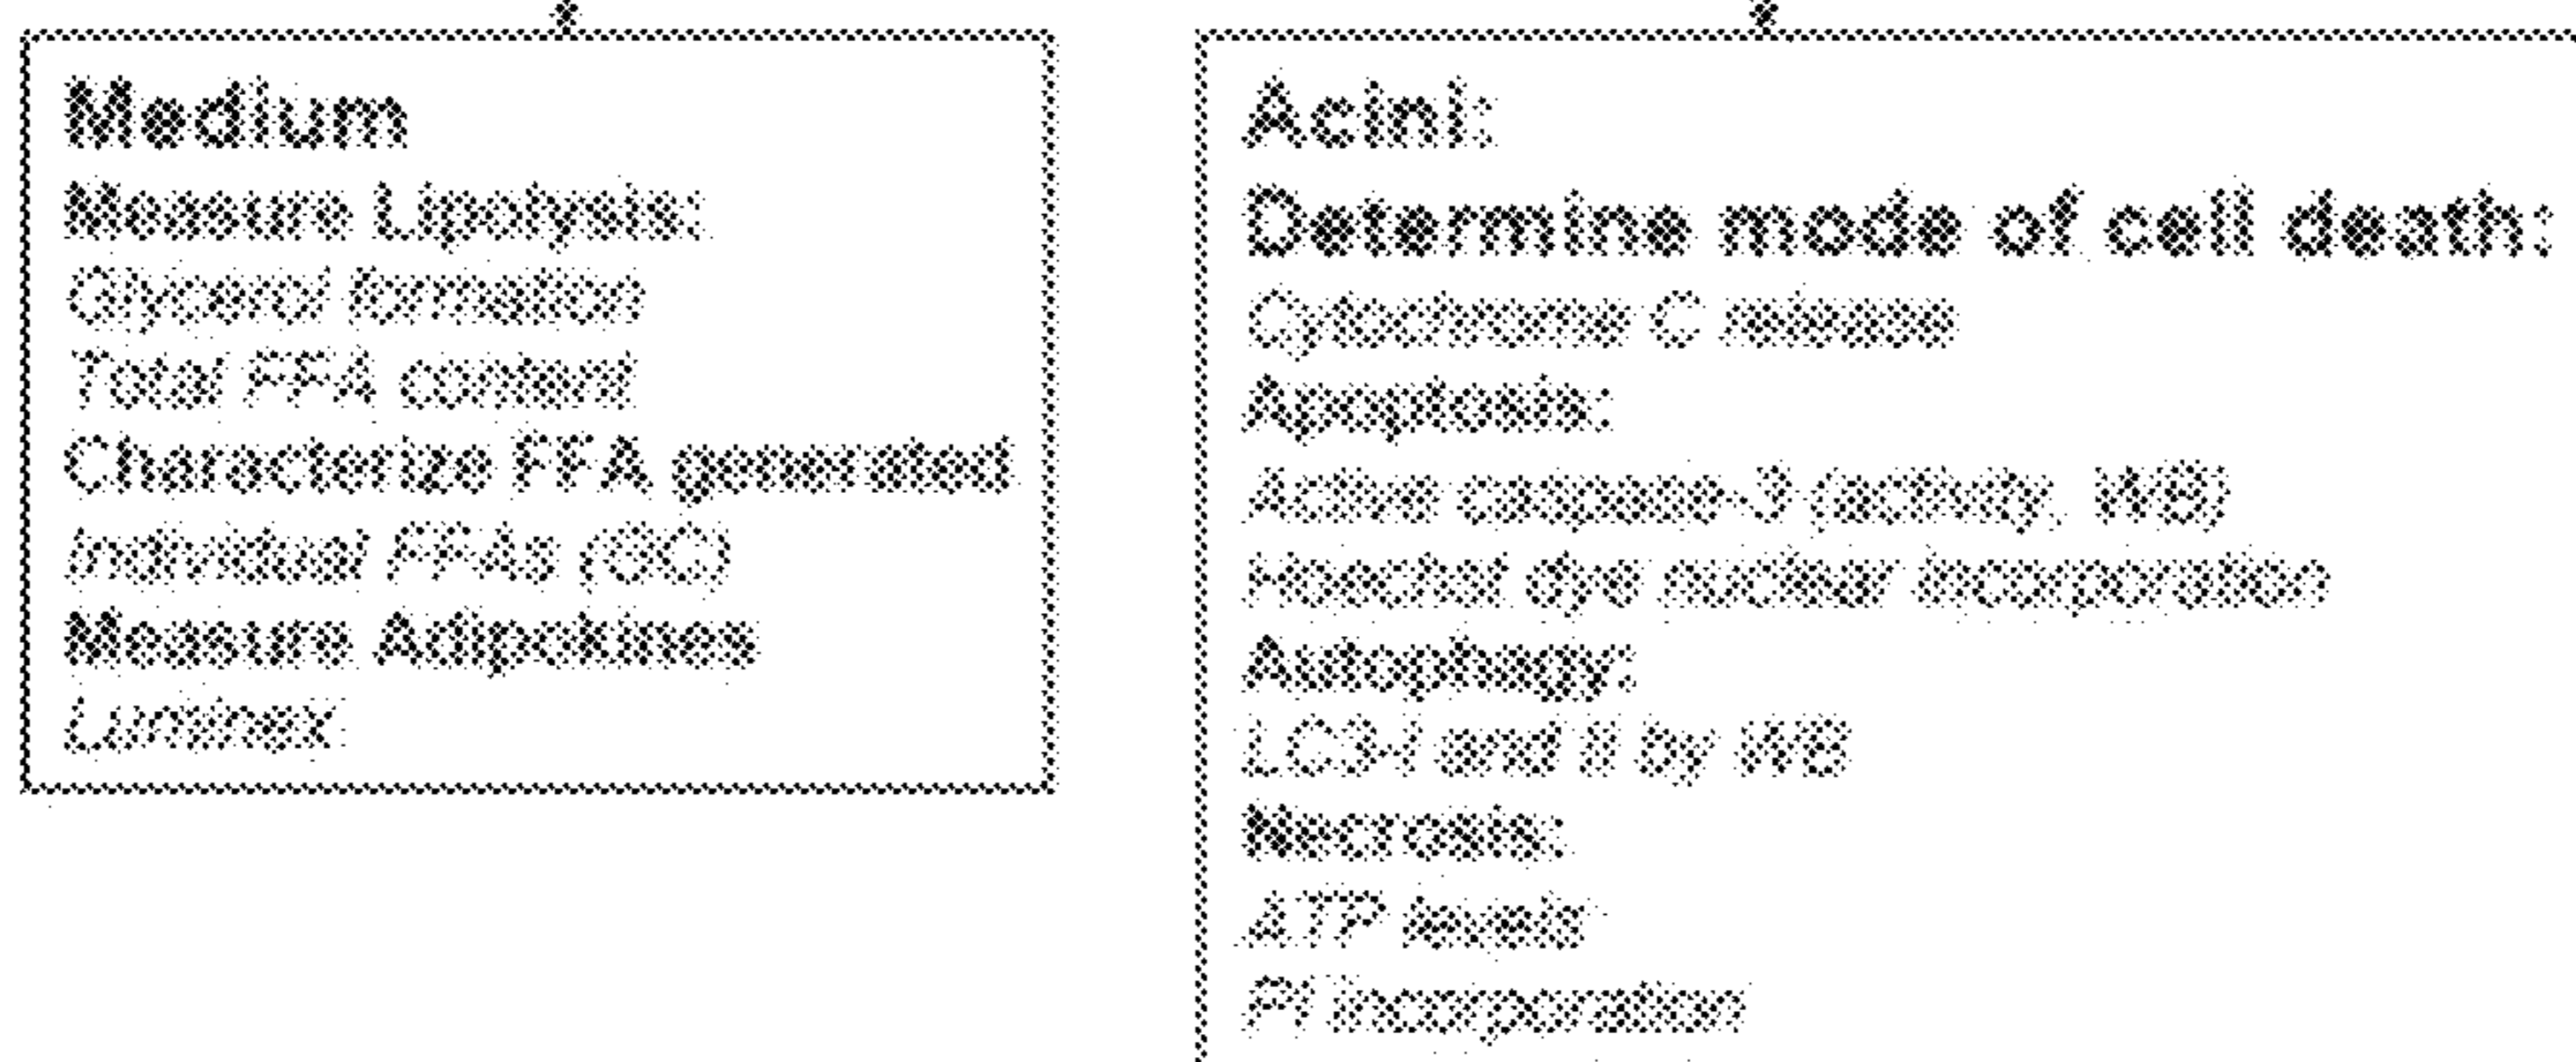 Medium
Measure Lipolysis:
Glycerol formation
Total FFA content
Characterize FFA generated
Individual FFAs (GC)
Measure Adipokines
Luminex
Acini:
Determine mode of cell death:
Cytochrome C release
Apoptosis:
Active caspase-3 (activity, WB)
Hoechst dye nuclear incorporation
Autophagy:
LC3-I and II by WB
Necrosis:
ATP levels
PI incorporation